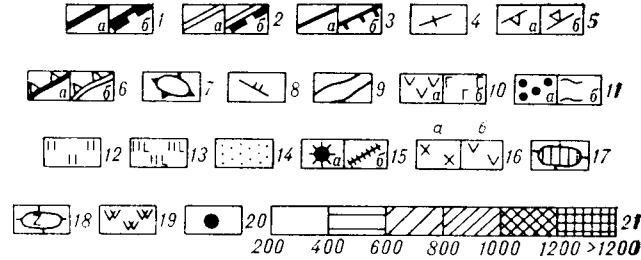 а б 1 а б 2 а б 3 4 а б 5
а б 6 7 8 9 а б 10 а б 11
12 13 14 а б 15 а б 16 17
Z 18 19 20 21
200 400 600 800 1000 1200 >1200